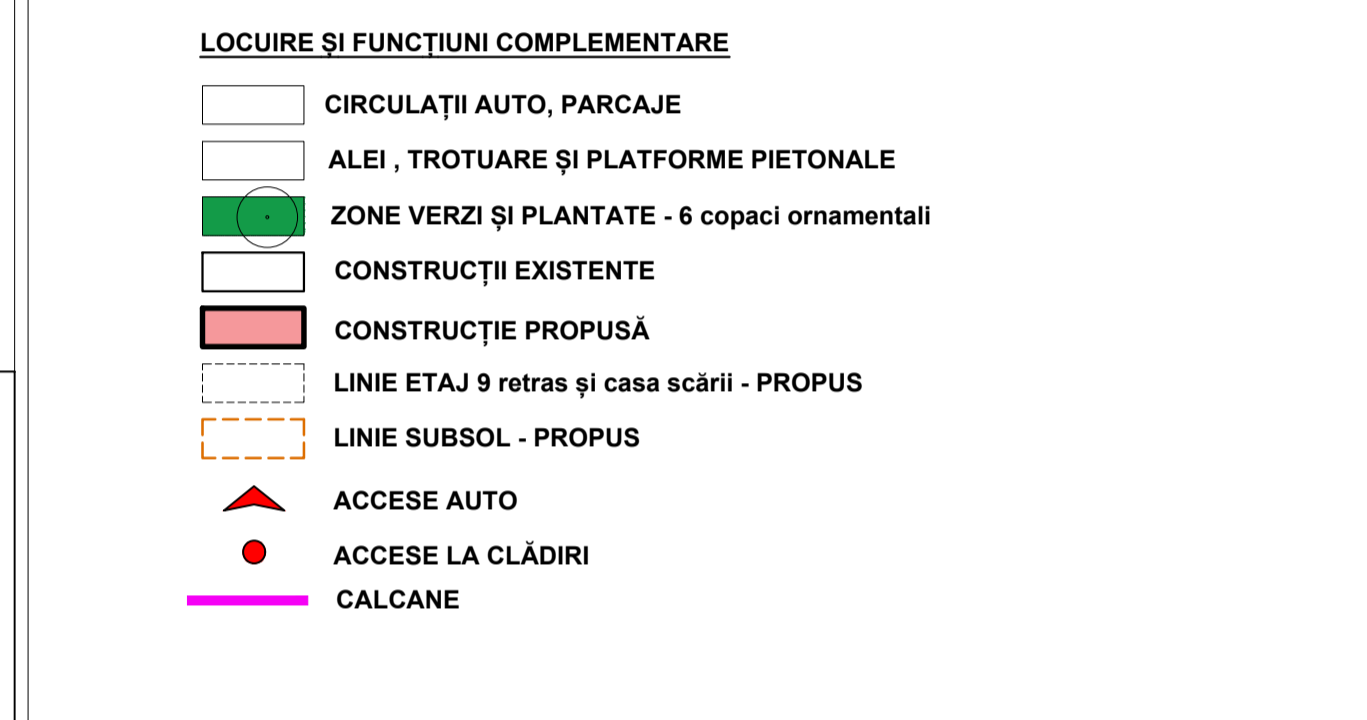 LOCUIRE ȘI FUNCȚIUNI COMPLEMENTARE
CIRCULAȚII AUTO, PARCAJE
ALEI , TROTUARE ȘI PLATFORME PIETONALE
ZONE VERZI ȘI PLANTATE - 6 copaci ornamentali
CONSTRUCȚII EXISTENTE
CONSTRUCȚIE PROPUSĂ
LINIE ETAJ 9 retras și casa scării - PROPUS
LINIE SUBSOL - PROPUS
ACCESE AUTO
ACCESE LA CLĂDIRI
CALCANE